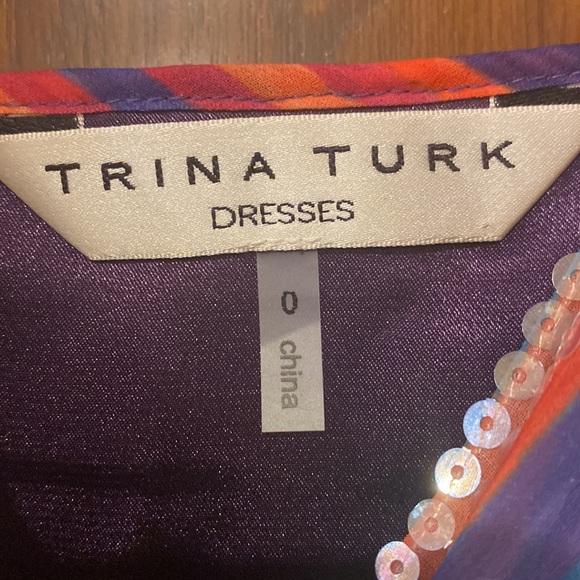 TRINA TURK
DRESSES
0
china